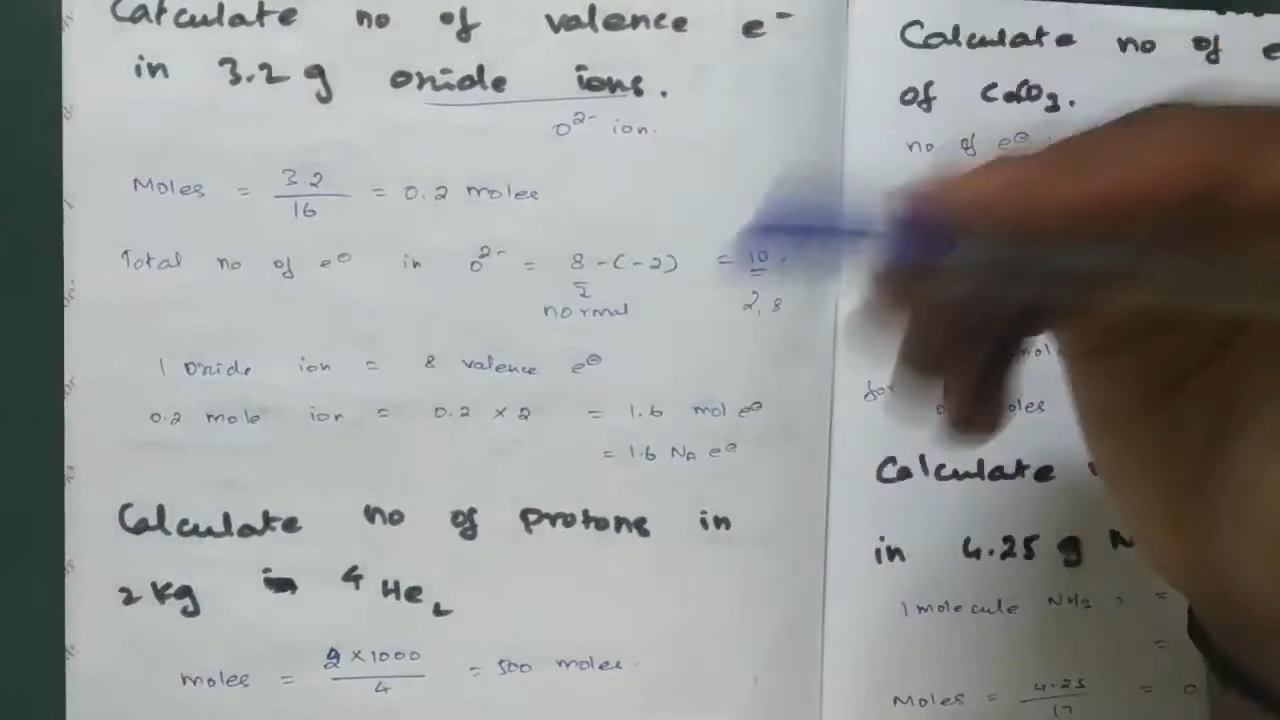 Calculate no of valence e⁻
in 3.2 g oxide ions.
O²⁻ ion.
Moles = 3.2 / 16 = 0.2 moles
Total no of e⊖ in O²⁻ = 8 - (-2) = 10
normal 2, 8
1 oxide ion = 8 valence e⊖
0.2 mole ion = 0.2 × 2 = 1.6 mol e⊖
= 1.6 NA e⊖
Calculate no of protons in
2 kg ⁴He₂
moles = 2 × 1000 / 4 = 500 moles.
Calculate no of e
of CaCO₃.
no of e⊖
for
Calculate
in 4.25 g N
1 molecule NH₃ =
=
Moles = 4.25 / 17 = 0